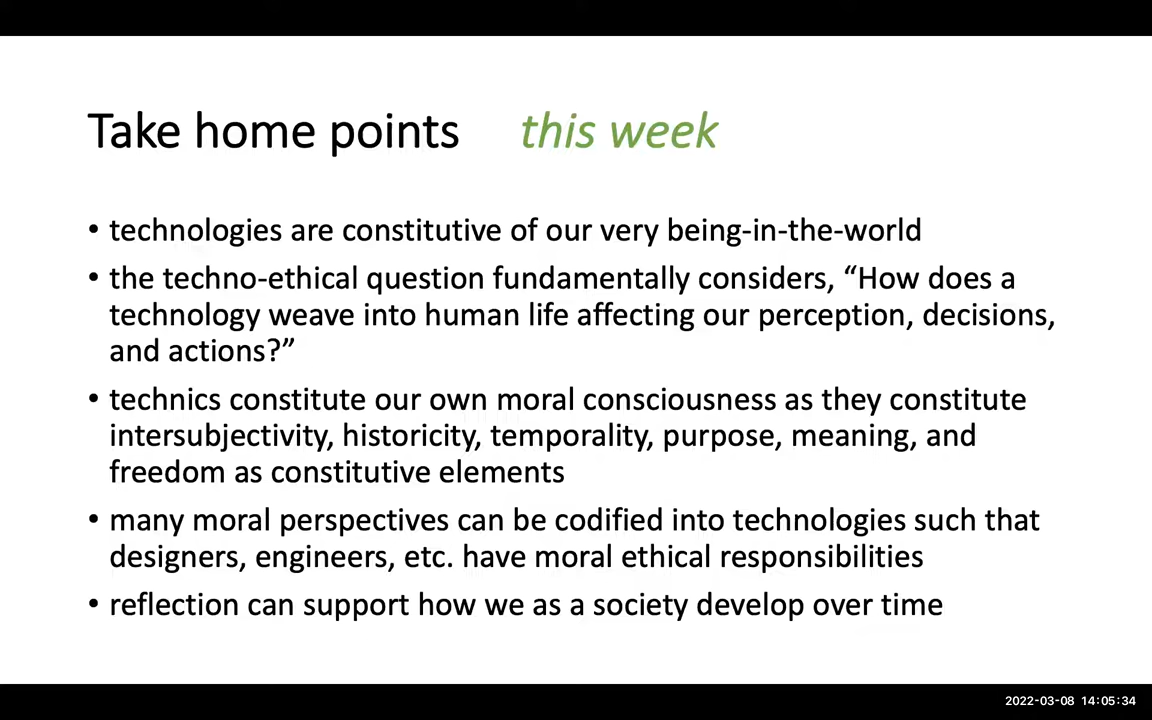 Take home points this week
• technologies are constitutive of our very being-in-the-world
• the techno-ethical question fundamentally considers, “How does a
technology weave into human life affecting our perception, decisions,
and actions?”
• technics constitute our own moral consciousness as they constitute
intersubjectivity, historicity, temporality, purpose, meaning, and
freedom as constitutive elements
• many moral perspectives can be codified into technologies such that
designers, engineers, etc. have moral ethical responsibilities
• reflection can support how we as a society develop over time
2022-03-08 14:05:34